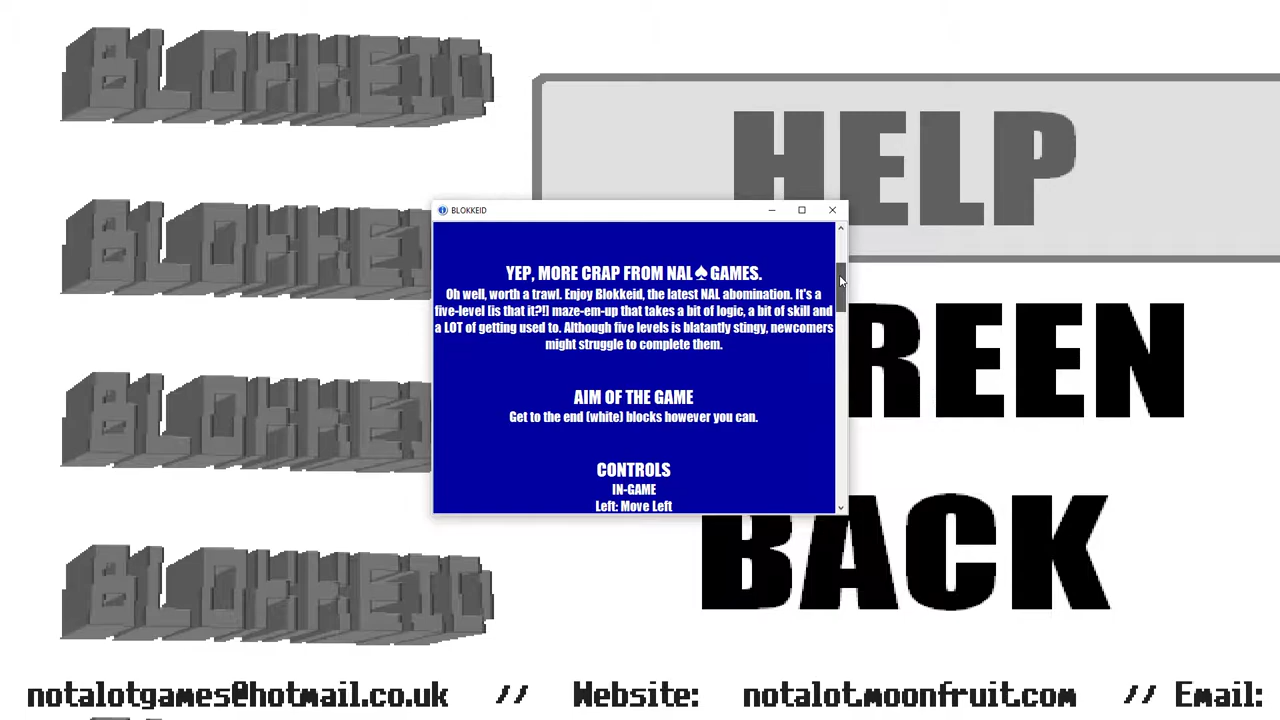 BLOKKEID
HELP
BLOKKEID
BLOKKEID
YEP, MORE CRAP FROM NAL♠GAMES.
Oh well, worth a trawl. Enjoy Blokkeid, the latest NAL abomination. It's a
five-level [is that it?!] maze-em-up that takes a bit of logic, a bit of skill and
a LOT of getting used to. Although five levels is blatantly stingy, newcomers
might struggle to complete them.
AIM OF THE GAME
Get to the end (white) blocks however you can.
CONTROLS
IN-GAME
Left: Move Left
REEN
BLOKKEID
BACK
BLOKKEID
notalotgames@hotmail.co.uk // Website: notalot.moonfruit.com // Email: